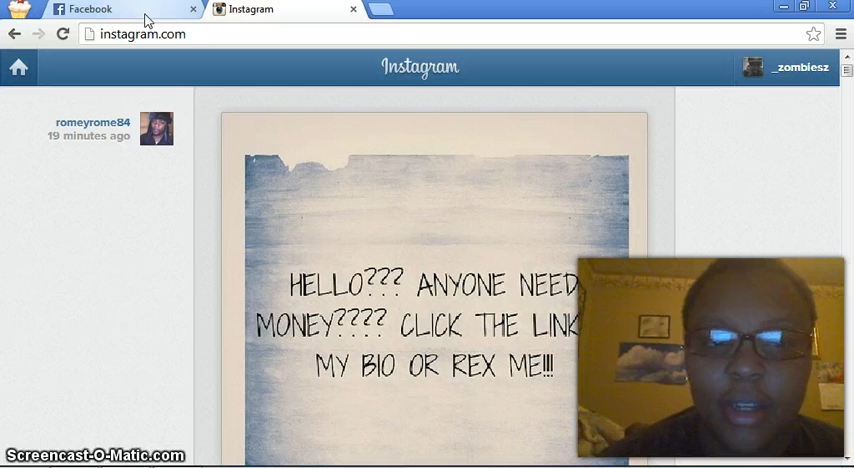 Facebook
Instagram
instagram.com
Instagram
_zombiesz
romeyrome84
19 minutes ago
HELLO??? ANYONE NEED
MONEY???? CLICK THE LINK
MY BIO OR REX ME!!!
Screencast-O-Matic.com